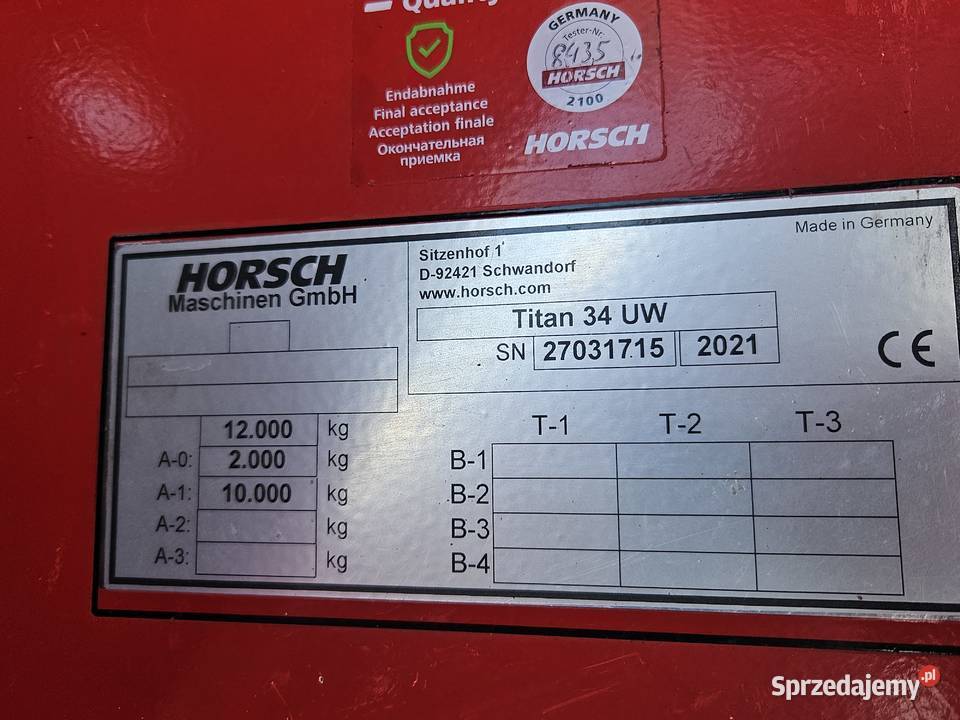 Quality
Endabnahme
Final acceptance
Acceptation finale
Окончательная
приемка
GERMANY
Tester-Nr.
8435
HORSCH
2100
HORSCH
HORSCH
Maschinen GmbH
Sitzenhof 1
D-92421 Schwandorf
www.horsch.com
Made in Germany
Titan 34 UW
SN 27031715 2021
CE
12.000 kg
A-0: 2.000 kg
A-1: 10.000 kg
A-2: kg
A-3: kg
T-1 T-2 T-3
B-1
B-2
B-3
B-4
Sprzedajemy.pl